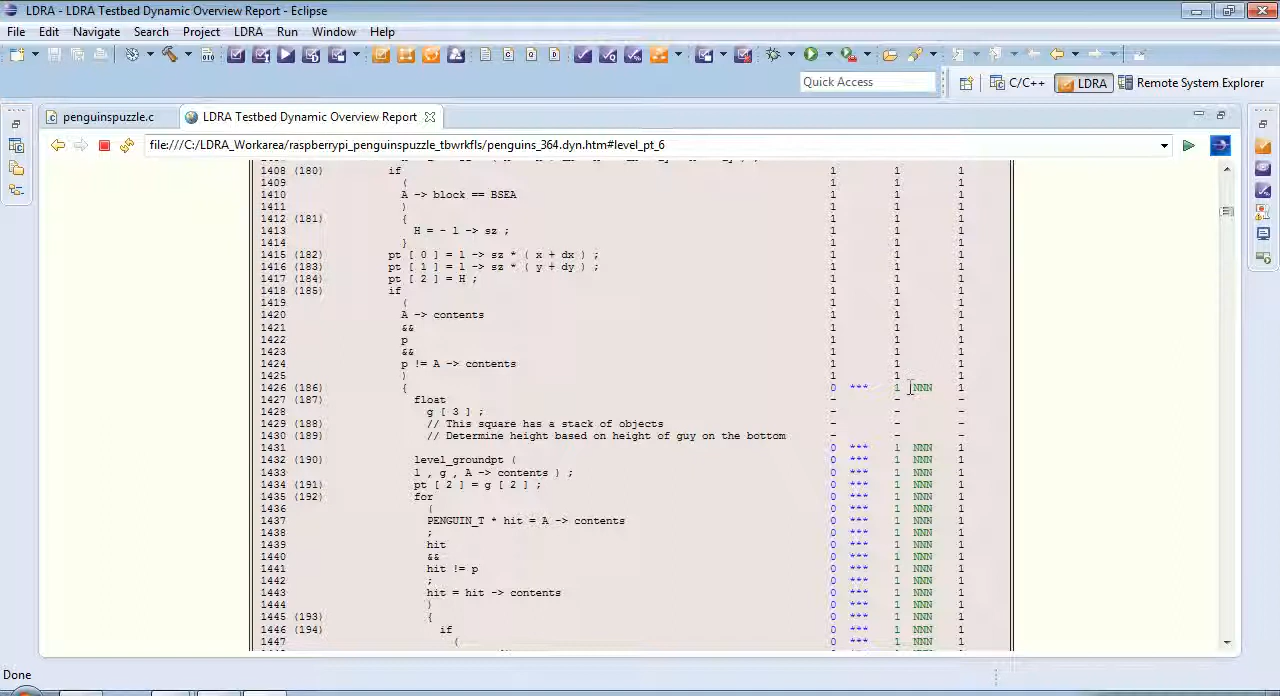 LDRA - LDRA Testbed Dynamic Overview Report - Eclipse
File Edit Navigate Search Project LDRA Run Window Help
Quick Access
C/C++ LDRA Remote System Explorer
penguinspuzzle.c LDRA Testbed Dynamic Overview Report
file:///C:/LDRA_Workarea/raspberrypi_penguinspuzzle_tbwrkfls/penguins_364.dyn.htm#level_pt_6
1408 (180) if 1 1 1
1409 ( 1 1 1
1410 A -> block == BSEA 1 1 1
1411 ) 1 1 1
1412 (181) { 1 1 1
1413 H = - l -> sz ; 1 1 1
1414 } 1 1 1
1415 (182) pt [ 0 ] = l -> sz * ( x + dx ) ; 1 1 1
1416 (183) pt [ 1 ] = l -> sz * ( y + dy ) ; 1 1 1
1417 (184) pt [ 2 ] = H ; 1 1 1
1418 (185) if 1 1 1
1419 ( 1 1 1
1420 A -> contents 1 1 1
1421 && 1 1 1
1422 p 1 1 1
1423 && 1 1 1
1424 p != A -> contents 1 1 1
1425 ) 1 1 1
1426 (186) { 0 *** 1 NNN 1
1427 (187) float - - -
1428 g [ 3 ] ; - - -
1429 (188) // This square has a stack of objects - - -
1430 (189) // Determine height based on height of guy on the bottom - - -
1431 0 *** 1 NNN 1
1432 (190) level_groundpt ( 0 *** 1 NNN 1
1433 l , g , A -> contents ) ; 0 *** 1 NNN 1
1434 (191) pt [ 2 ] = g [ 2 ] ; 0 *** 1 NNN 1
1435 (192) for 0 *** 1 NNN 1
1436 ( 0 *** 1 NNN 1
1437 PENGUIN_T * hit = A -> contents 0 *** 1 NNN 1
1438 ; 0 *** 1 NNN 1
1439 hit 0 *** 1 NNN 1
1440 && 0 *** 1 NNN 1
1441 hit != p 0 *** 1 NNN 1
1442 ; 0 *** 1 NNN 1
1443 hit = hit -> contents 0 *** 1 NNN 1
1444 ) 0 *** 1 NNN 1
1445 (193) { 0 *** 1 NNN 1
1446 (194) if 0 *** 1 NNN 1
1447 ( 0 *** 1 NNN 1
Done